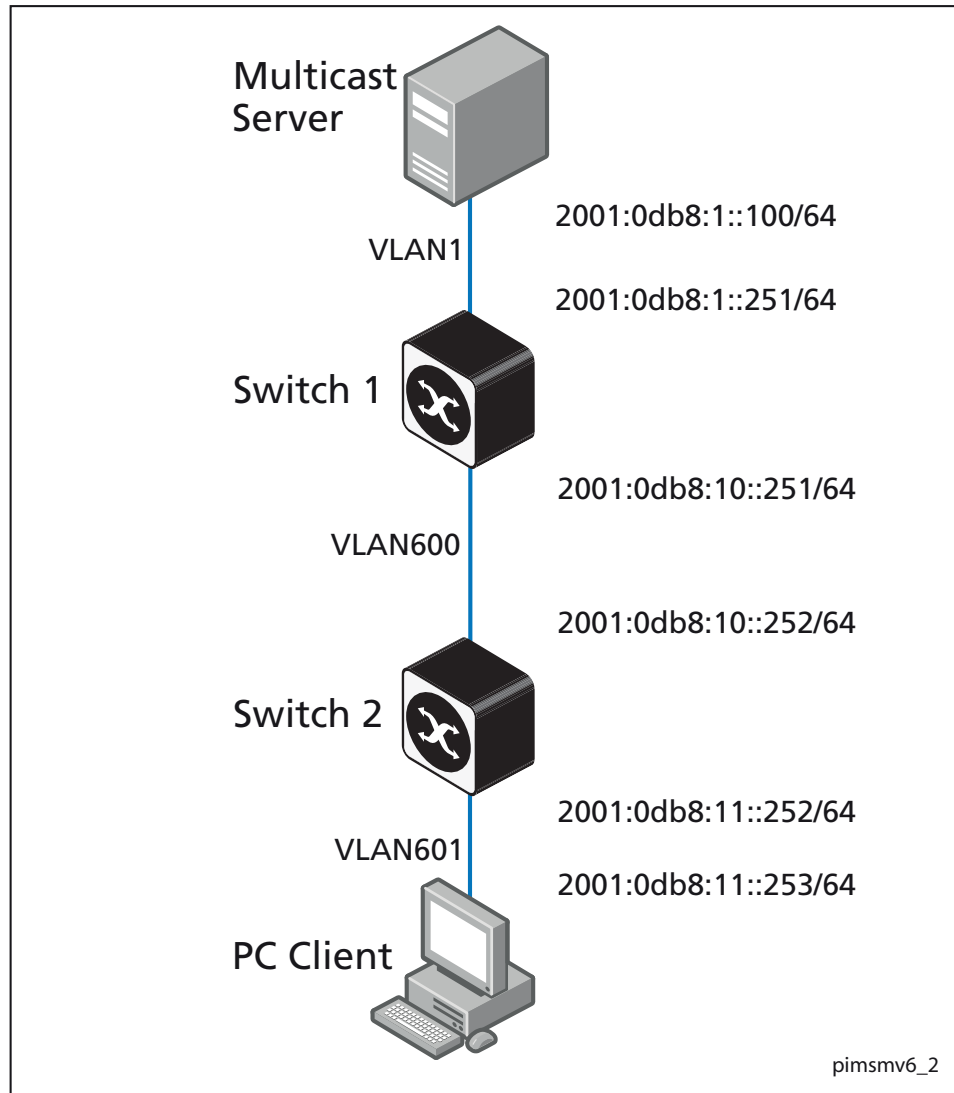 Multicast
Server
2001:0db8:1::100/64
VLAN1
2001:0db8:1::251/64
Switch 1
2001:0db8:10::251/64
VLAN600
2001:0db8:10::252/64
Switch 2
2001:0db8:11::252/64
VLAN601
2001:0db8:11::253/64
PC Client
pimsmv6_2